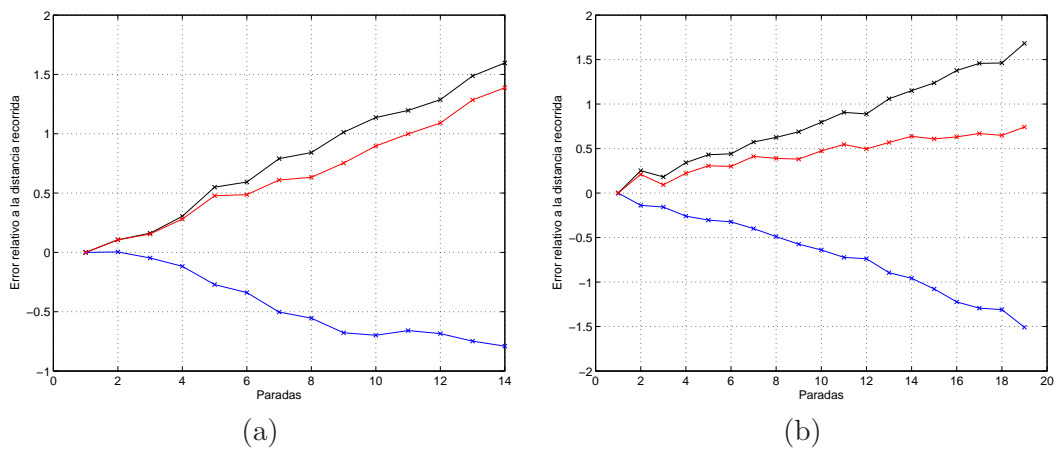 2
1.5
1
0.5
0
−0.5
−1
0 2 4 6 8 10 12 14
Error relativo a la distancia recorrida
Paradas
(a)
2
1.5
1
0.5
0
−0.5
−1
−1.5
−2
0 2 4 6 8 10 12 14 16 18 20
Error relativo a la distancia recorrida
Paradas
(b)